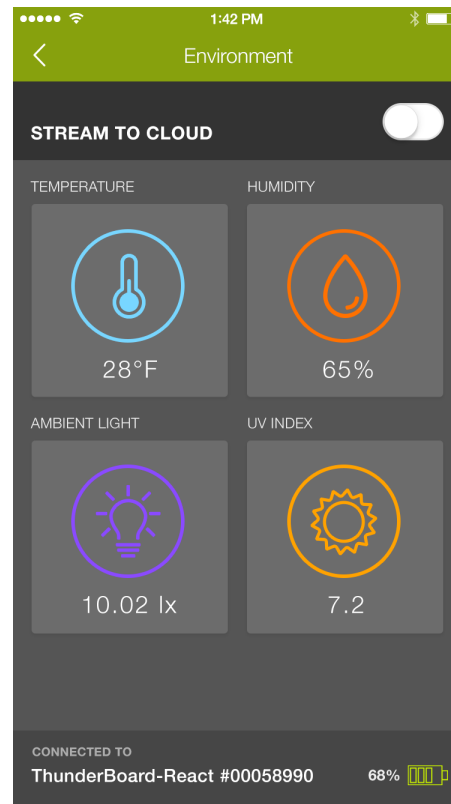 1:42 PM
Environment
STREAM TO CLOUD
TEMPERATURE HUMIDITY
28°F 65%
AMBIENT LIGHT UV INDEX
10.02 lx 7.2
CONNECTED TO
ThunderBoard-React #00058990 68%